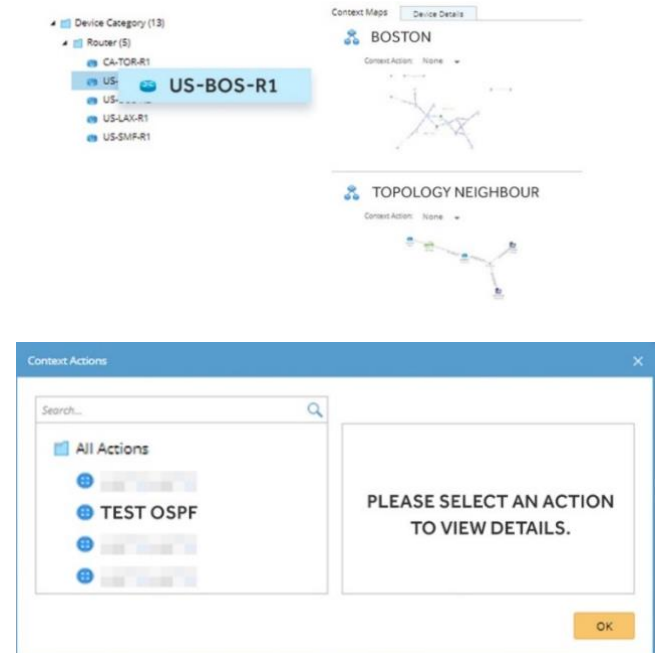 Context Maps
Device Details
Device Category (13)
Router (5)
CA-TOR-R1
US-
US-BOS-R1
US-
US-LAX-R1
US-SMF-R1
BOSTON
Context Action: None
TOPOLOGY NEIGHBOUR
Context Action: None
Context Actions
Search...
All Actions
TEST OSPF
PLEASE SELECT AN ACTION
TO VIEW DETAILS.
OK